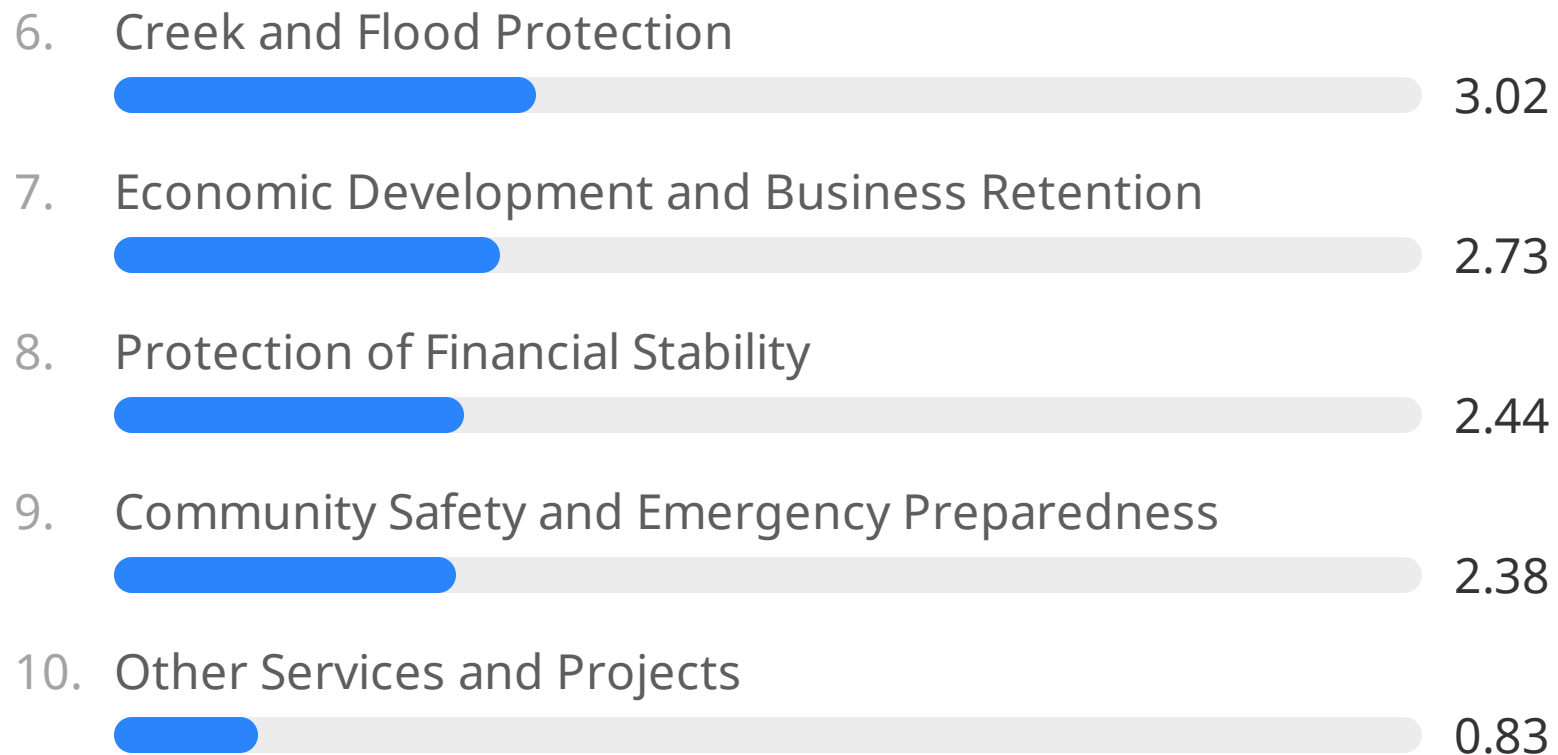 6. Creek and Flood Protection
3.02
7. Economic Development and Business Retention
2.73
8. Protection of Financial Stability
2.44
9. Community Safety and Emergency Preparedness
2.38
10. Other Services and Projects
0.83